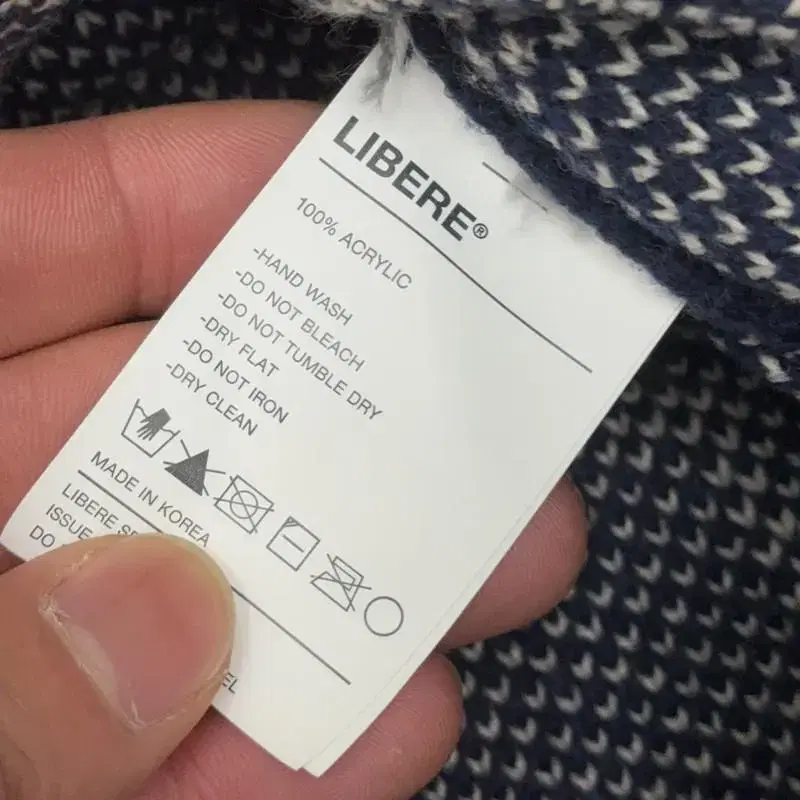 LIBERE®
100% ACRYLIC
-HAND WASH
-DO NOT BLEACH
-DO NOT TUMBLE DRY
-DRY FLAT
-DO NOT IRON
-DRY CLEAN
MADE IN KOREA
LIBERE
ISSUE
DO